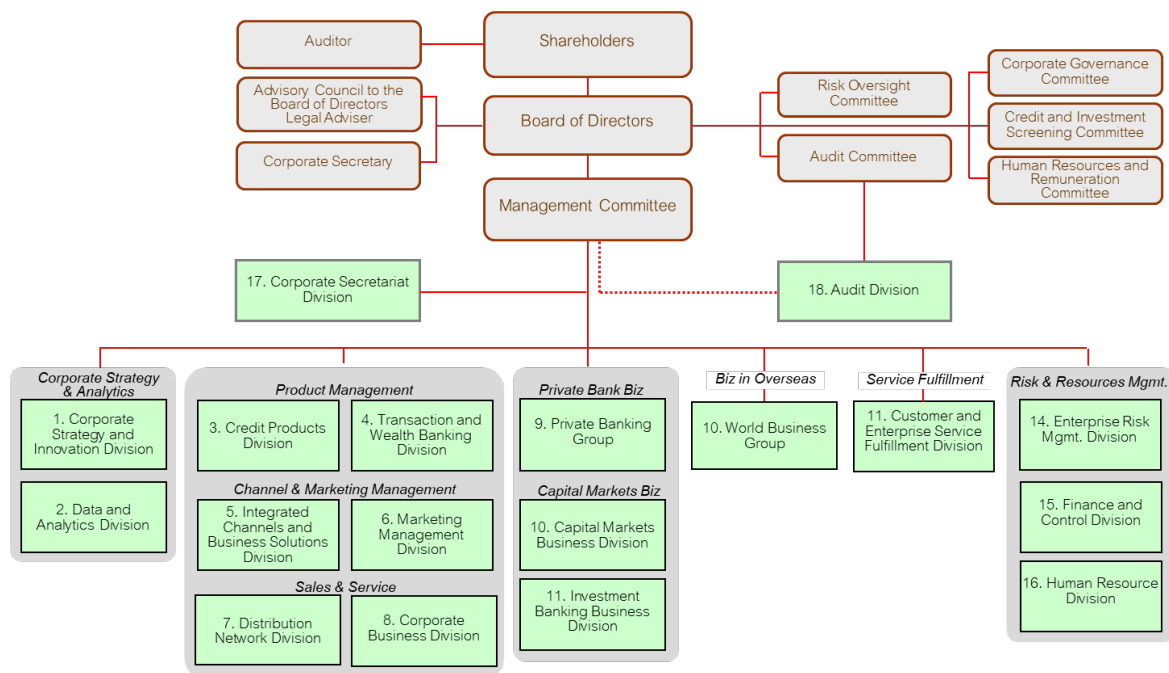 Shareholders
Auditor
Advisory Council to the
Board of Directors
Legal Adviser
Corporate Secretary
Board of Directors
Risk Oversight
Committee
Audit Committee
Corporate Governance
Committee
Credit and Investment
Screening Committee
Human Resources and
Remuneration
Committee
Management Committee
17. Corporate Secretariat
Division
18. Audit Division
Corporate Strategy
& Analytics
1. Corporate
Strategy and
Innovation Division
2. Data and
Analytics Division
Product Management
3. Credit Products
Division
4. Transaction and
Wealth Banking
Division
Channel & Marketing Management
5. Integrated
Channels and
Business Solutions
Division
6. Marketing
Management
Division
Sales & Service
7. Distribution
Network Division
8. Corporate
Business Division
Private Bank Biz
9. Private Banking
Group
Capital Markets Biz
10. Capital Markets
Business Division
11. Investment
Banking Business
Division
Biz in Overseas
10. World Business
Group
Service Fulfillment
11. Customer and
Enterprise Service
Fulfillment Division
Risk & Resources Mgmt.
14. Enterprise Risk
Mgmt. Division
15. Finance and
Control Division
16. Human Resource
Division